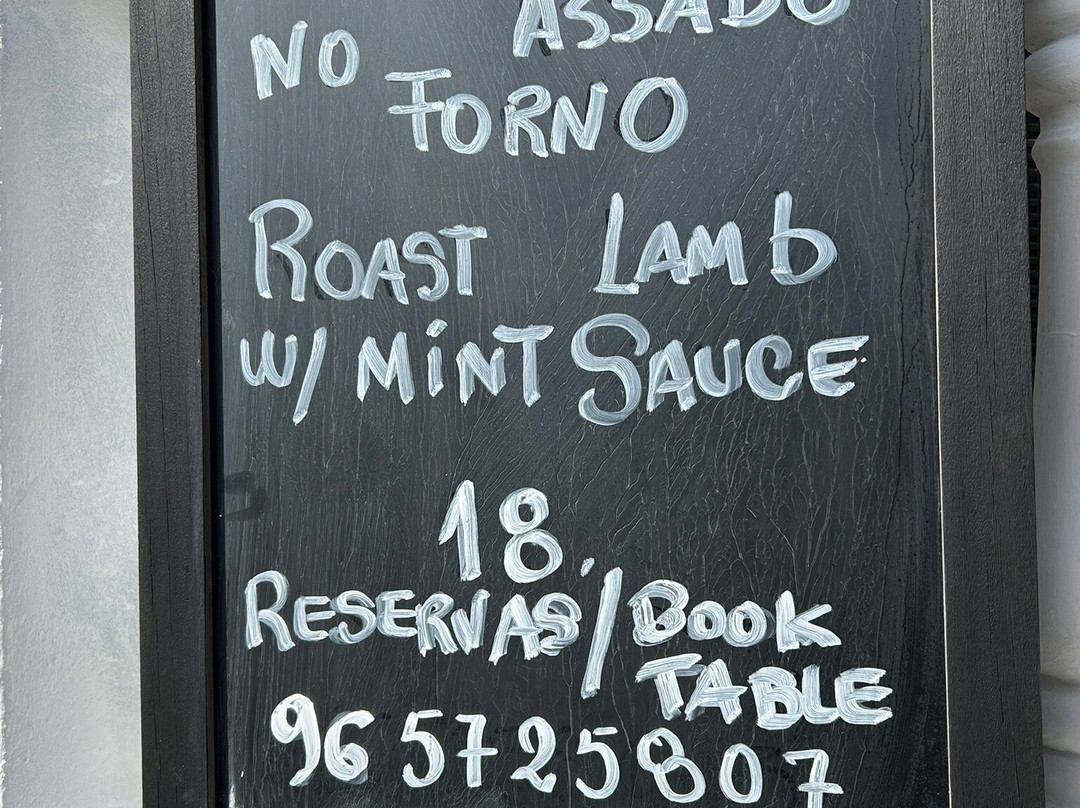 ASSADO
NO FORNO
ROAST LAMb
W/ MiNT SAUCE
18.
RESERVAS/BOOK
TABLE
965725807